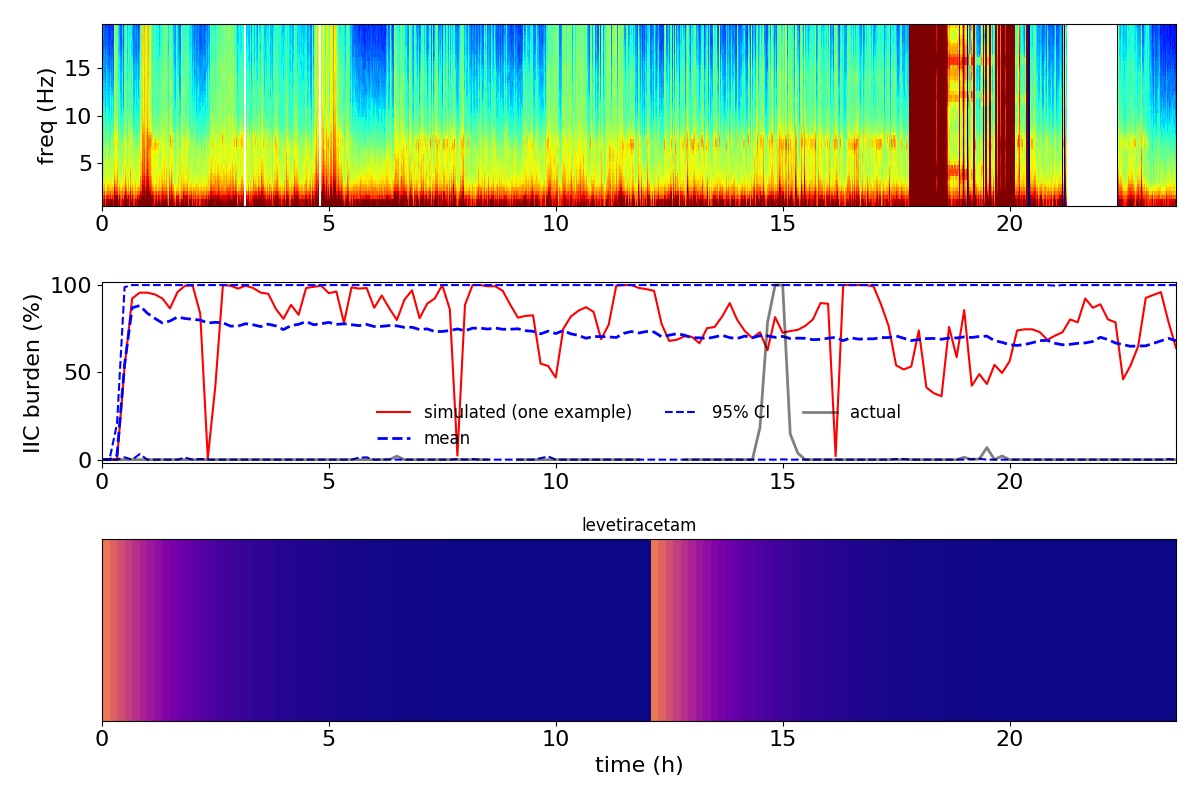 freq (Hz)
15
10
5
0 5 10 15 20
IIC burden (%)
100
50
0
simulated (one example) 95% CI actual
mean
0 5 10 15 20
levetiracetam
0 5 10 15 20
time (h)